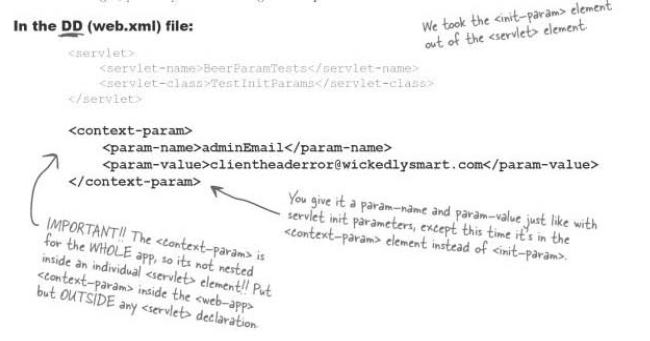 In the DD (web.xml) file:
We took the <init-param> element
out of the <servlet> element.
<servlet>
<servlet-name>BeerParamTests</servlet-name>
<servlet-class>TestInitParams</servlet-class>
</servlet>
<context-param>
<param-name>adminEmail</param-name>
<param-value>clientheaderror@wickedlysmart.com</param-value>
</context-param>
You give it a param-name and param-value just like with
servlet init parameters, except this time it's in the
<context-param> element instead of <init-param>.
IMPORTANT!! The <context-param> is
for the WHOLE app, so its not nested
inside an individual <servlet> element!! Put
<context-param> inside the <web-app>
but OUTSIDE any <servlet> declaration.